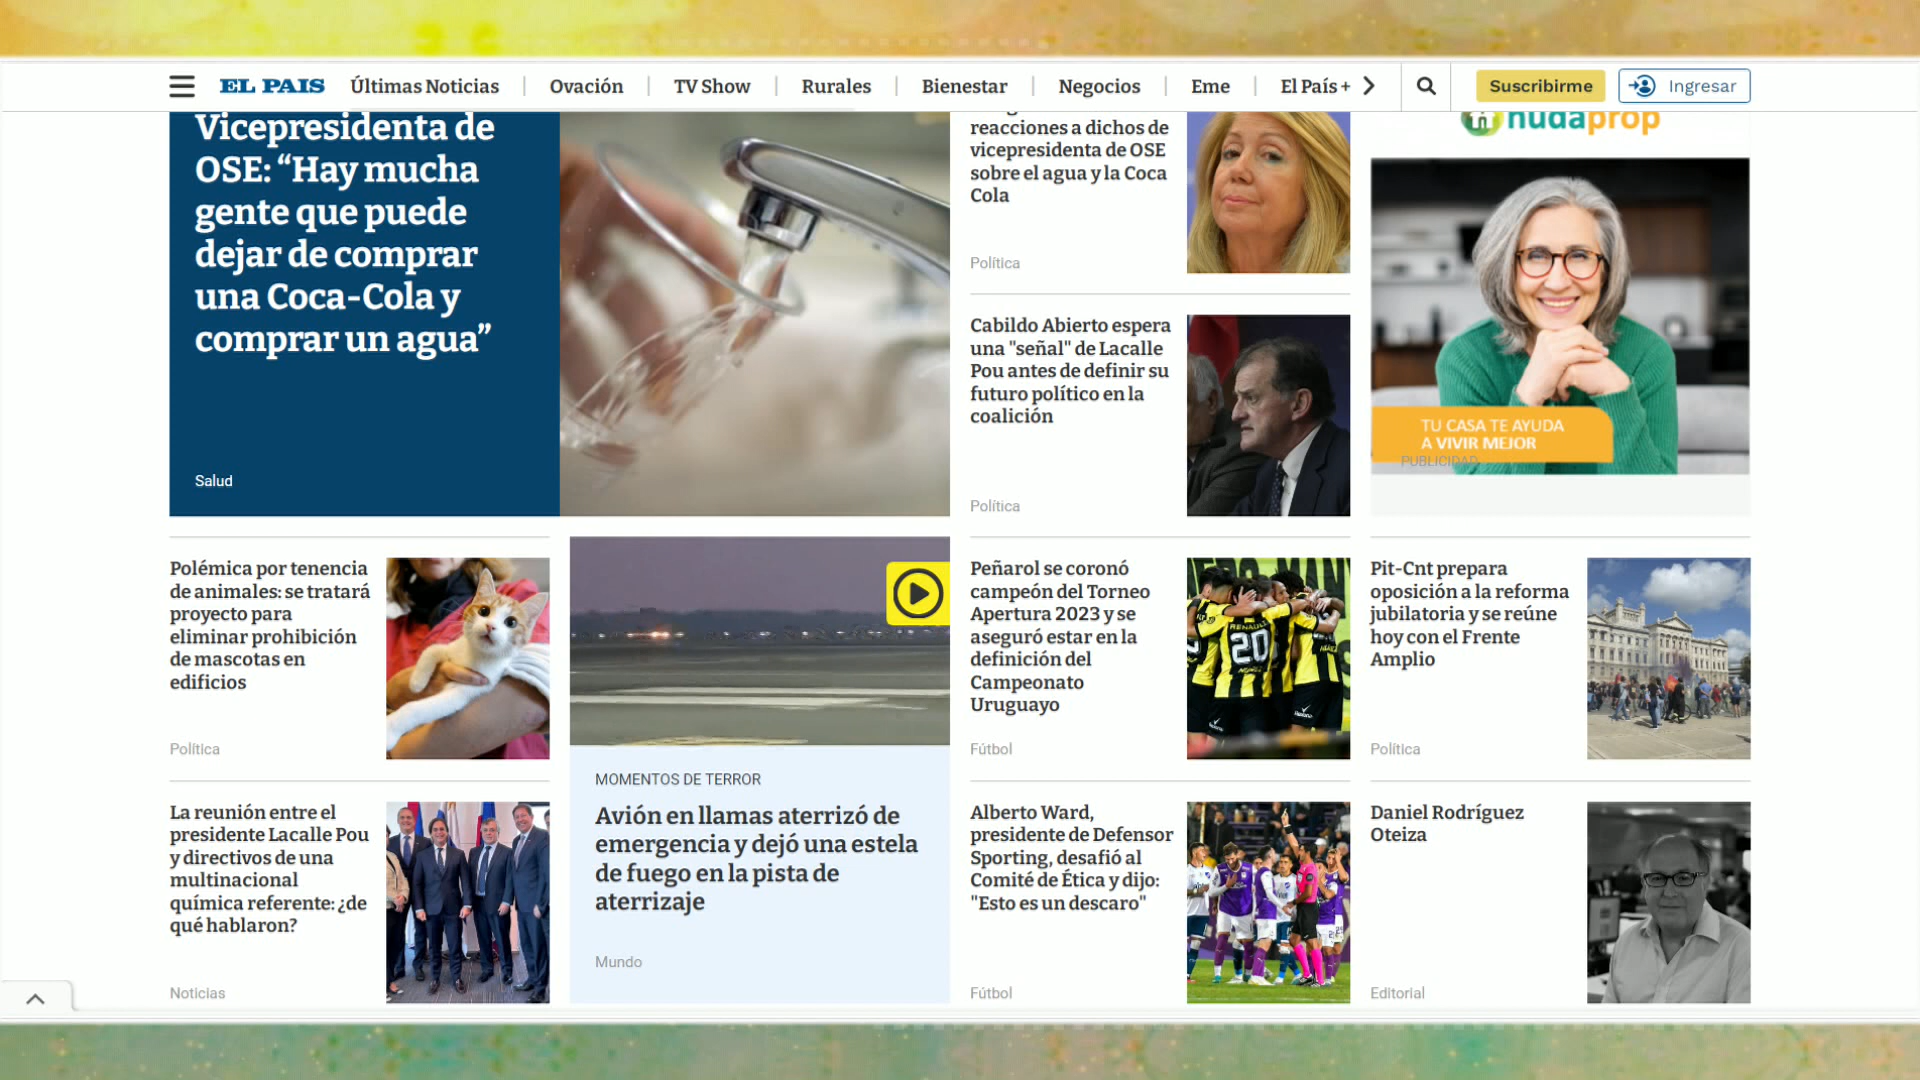 EL PAIS
Últimas Noticias
Ovación
TV Show
Rurales
Bienestar
Negocios
Eme
El País +
Suscribirme
Ingresar
Vicepresidenta de
OSE: “Hay mucha
gente que puede
dejar de comprar
una Coca-Cola y
comprar un agua”
Salud
reacciones a dichos de
vicepresidenta de OSE
sobre el agua y la Coca
Cola
Política
Cabildo Abierto espera
una "señal" de Lacalle
Pou antes de definir su
futuro político en la
coalición
Política
nudaprop
TU CASA TE AYUDA
A VIVIR MEJOR
PUBLICIDAD
Polémica por tenencia
de animales: se tratará
proyecto para
eliminar prohibición
de mascotas en
edificios
Política
MOMENTOS DE TERROR
Avión en llamas aterrizó de
emergencia y dejó una estela
de fuego en la pista de
aterrizaje
Mundo
Peñarol se coronó
campeón del Torneo
Apertura 2023 y se
aseguró estar en la
definición del
Campeonato
Uruguayo
Fútbol
RENAULT
20
Pit-Cnt prepara
oposición a la reforma
jubilatoria y se reúne
hoy con el Frente
Amplio
Política
La reunión entre el
presidente Lacalle Pou
y directivos de una
multinacional
química referente: ¿de
qué hablaron?
Noticias
Alberto Ward,
presidente de Defensor
Sporting, desafió al
Comité de Ética y dijo:
"Esto es un descaro"
Fútbol
Daniel Rodríguez
Oteiza
Editorial